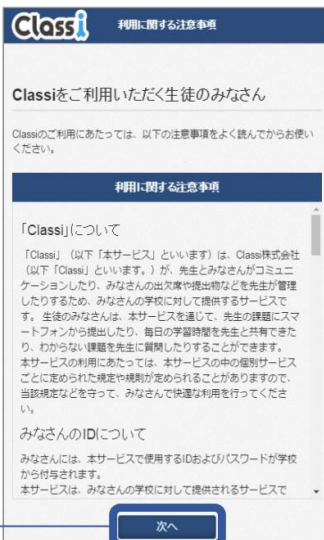 Classi 利用に関する注意事項
Classiをご利用いただく生徒のみなさん
Classiのご利用にあたっては、以下の注意事項をよく読んでからお使い
ください。
利用に関する注意事項
「Classi」について
「Classi」（以下「本サービス」といいます）は、Classi株式会社
（以下「Classi」といいます。）が、先生とみなさんがコミュニ
ケーションしたり、みなさんの出欠席や提出物などを先生が管理
したりするため、みなさんの学校に対して提供するサービスで
す。 生徒のみなさんは、本サービスを通じて、先生の課題にスマ
ートフォンから提出したり、毎日の学習時間を先生と共有できた
り、わからない課題を先生に質問したりすることができます。
本サービスの利用にあたっては、本サービスの中の個別サービス
ごとに定められた規定や規則が定められることがありますので、
当該規定などを守って、みなさんで快適な利用を行ってくださ
い。
みなさんのIDについて
みなさんには、本サービスで使用するIDおよびパスワードが学校
から付与されます。
本サービスは、みなさんの学校に対して提供されるサービスで
次へ